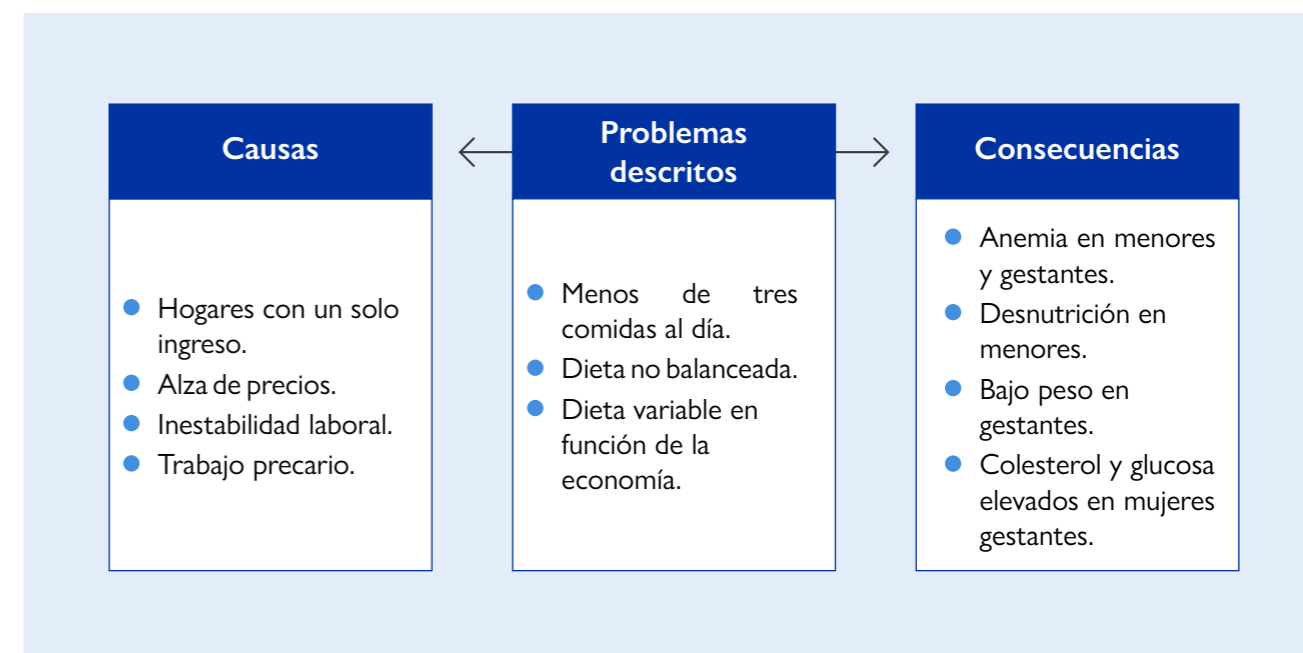 Causas
Hogares con un solo
ingreso.
Alza de precios.
Inestabilidad laboral.
Trabajo precario.
Problemas
descritos
Menos de tres
comidas al día.
Dieta no balanceada.
Dieta variable en
función de la
economía.
Consecuencias
Anemia en menores
y gestantes.
Desnutrición en
menores.
Bajo peso en
gestantes.
Colesterol y glucosa
elevados en mujeres
gestantes.